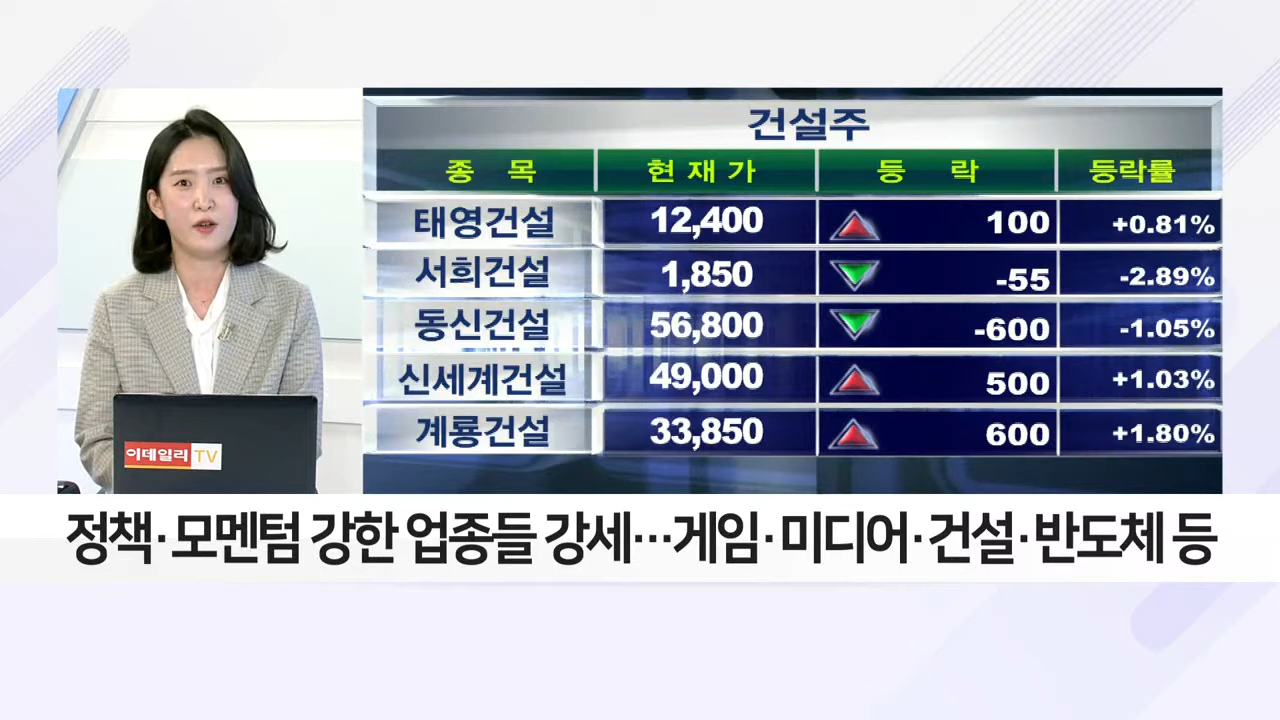 건설주
종 목 현 재 가 등 락 등락률
태영건설 12,400 100 +0.81%
서희건설 1,850 -55 -2.89%
동신건설 56,800 -600 -1.05%
신세계건설 49,000 500 +1.03%
계룡건설 33,850 600 +1.80%
이데일리TV
정책·모멘텀 강한 업종들 강세…게임·미디어·건설·반도체 등